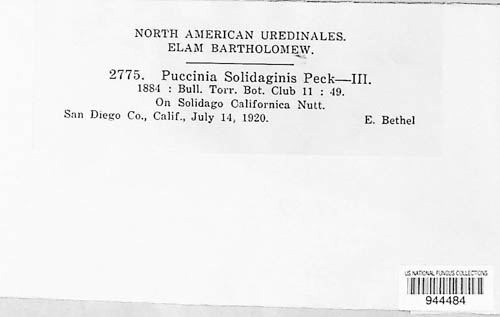 NORTH AMERICAN UREDINALES.
ELAM BARTHOLOMEW.
2775. Puccinia Solidaginis Peck—III.
1884 : Bull. Torr. Bot. Club 11 : 49.
On Solidago Californica Nutt.
San Diego Co., Calif., July 14, 1920. E. Bethel
US NATIONAL FUNGUS COLLECTIONS
944484